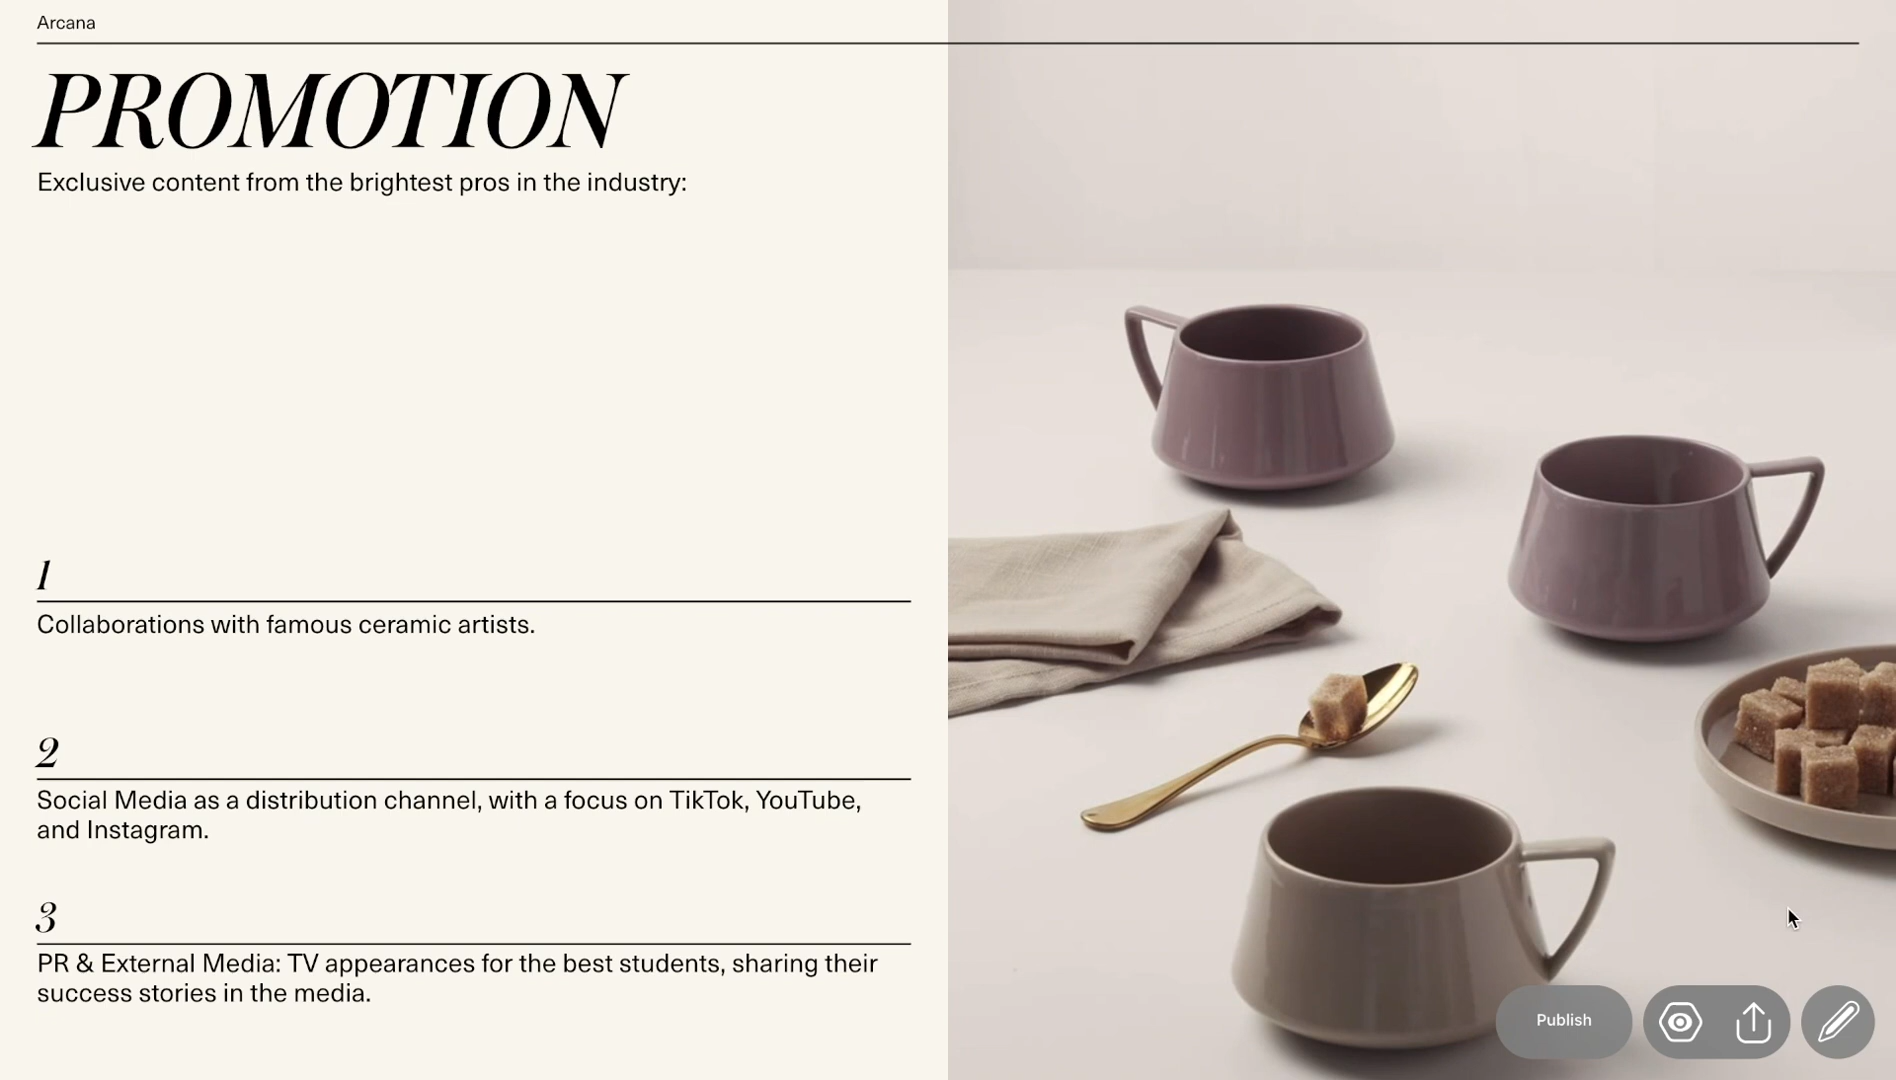 Arcana
PROMOTION
Exclusive content from the brightest pros in the industry:
1
Collaborations with famous ceramic artists.
2
Social Media as a distribution channel, with a focus on TikTok, YouTube,
and Instagram.
3
PR & External Media: TV appearances for the best students, sharing their
success stories in the media.
Publish